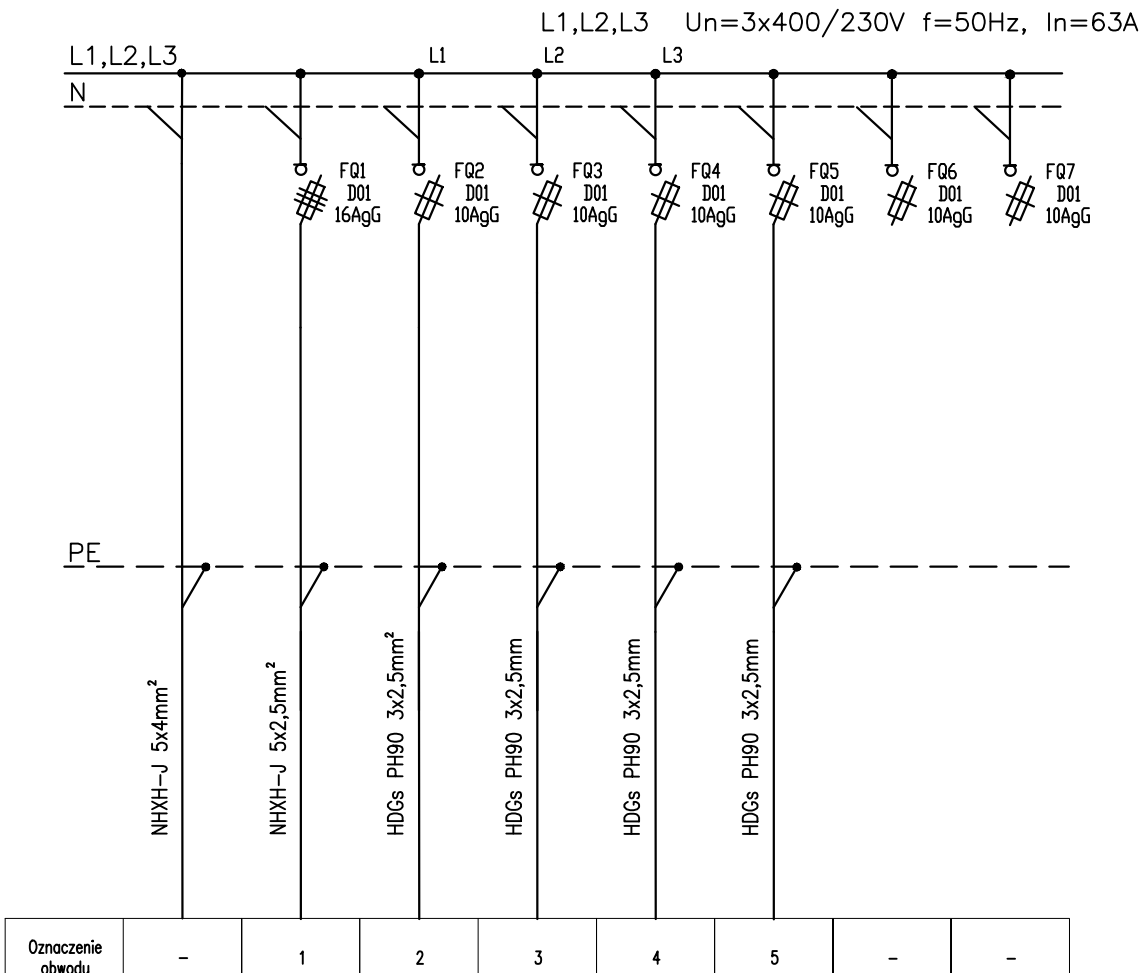 L1,L2,L3 Un=3x400/230V f=50Hz, In=63A
L1,L2,L3 L1 L2 L3
N
FQ1 FQ2 FQ3 FQ4 FQ5 FQ6 FQ7
D01 D01 D01 D01 D01 D01 D01
16AgG 10AgG 10AgG 10AgG 10AgG 10AgG 10AgG
PE
NHXH-J 5x4mm²
NHXH-J 5x2,5mm²
HDGs PH90 3x2,5mm²
HDGs PH90 3x2,5mm
HDGs PH90 3x2,5mm
HDGs PH90 3x2,5mm
Oznaczenie
obwodu - 1 2 3 4 5 - -